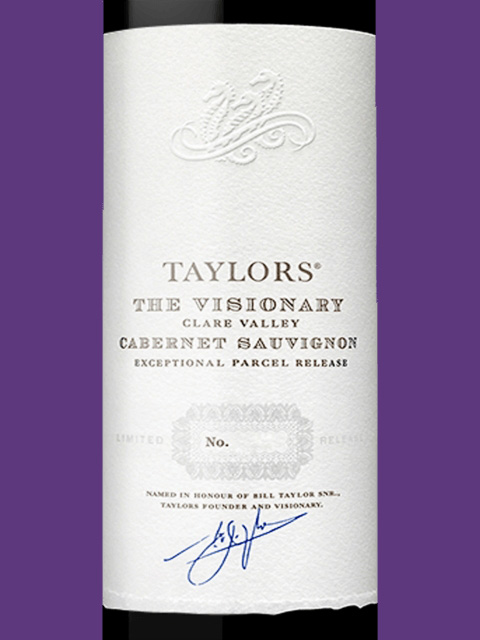 TAYLORS®
THE VISIONARY
CLARE VALLEY
CABERNET SAUVIGNON
EXCEPTIONAL PARCEL RELEASE
LIMITED No. RELEASE
NAMED IN HONOUR OF BILL TAYLOR SNR.,
TAYLORS FOUNDER AND VISIONARY.